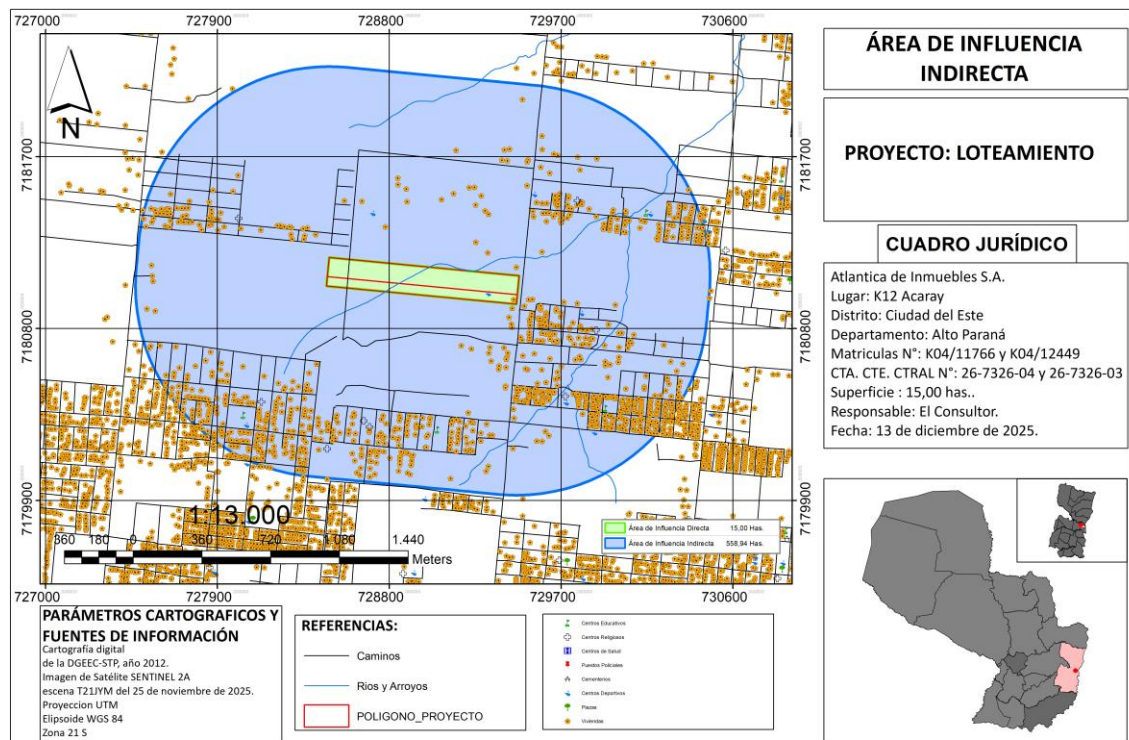 727000 727900 728800 729700 730600
7181700 7181700
7180800 7180800
7179900 7179900
727000 727900 728800 729700 730600
N
1:13.000
360 180 0 360 720 1.080 1.440
Meters
Área de Influencia Directa 15,00 Has.
Área de Influencia Indirecta 558,94 Has.
ÁREA DE INFLUENCIA
INDIRECTA
PROYECTO: LOTEAMIENTO
CUADRO JURÍDICO
Atlantica de Inmuebles S.A.
Lugar: K12 Acaray
Distrito: Ciudad del Este
Departamento: Alto Paraná
Matriculas N°: K04/11766 y K04/12449
CTA. CTE. CTRAL N°: 26-7326-04 y 26-7326-03
Superficie : 15,00 has..
Responsable: El Consultor.
Fecha: 13 de diciembre de 2025.
PARÁMETROS CARTOGRAFICOS Y
FUENTES DE INFORMACIÓN
Cartografía digital
de la DGEEC-STP, año 2012.
Imagen de Satélite SENTINEL 2A
escena T21JYM del 25 de noviembre de 2025.
Proyeccion UTM
Elipsoide WGS 84
Zona 21 S
REFERENCIAS:
Caminos
Rios y Arroyos
POLIGONO_PROYECTO
Centros Educativos
Centros Religiosos
Centros de Salud
Puestos Policiales
Cementerios
Centros Deportivos
Plazas
Viviendas